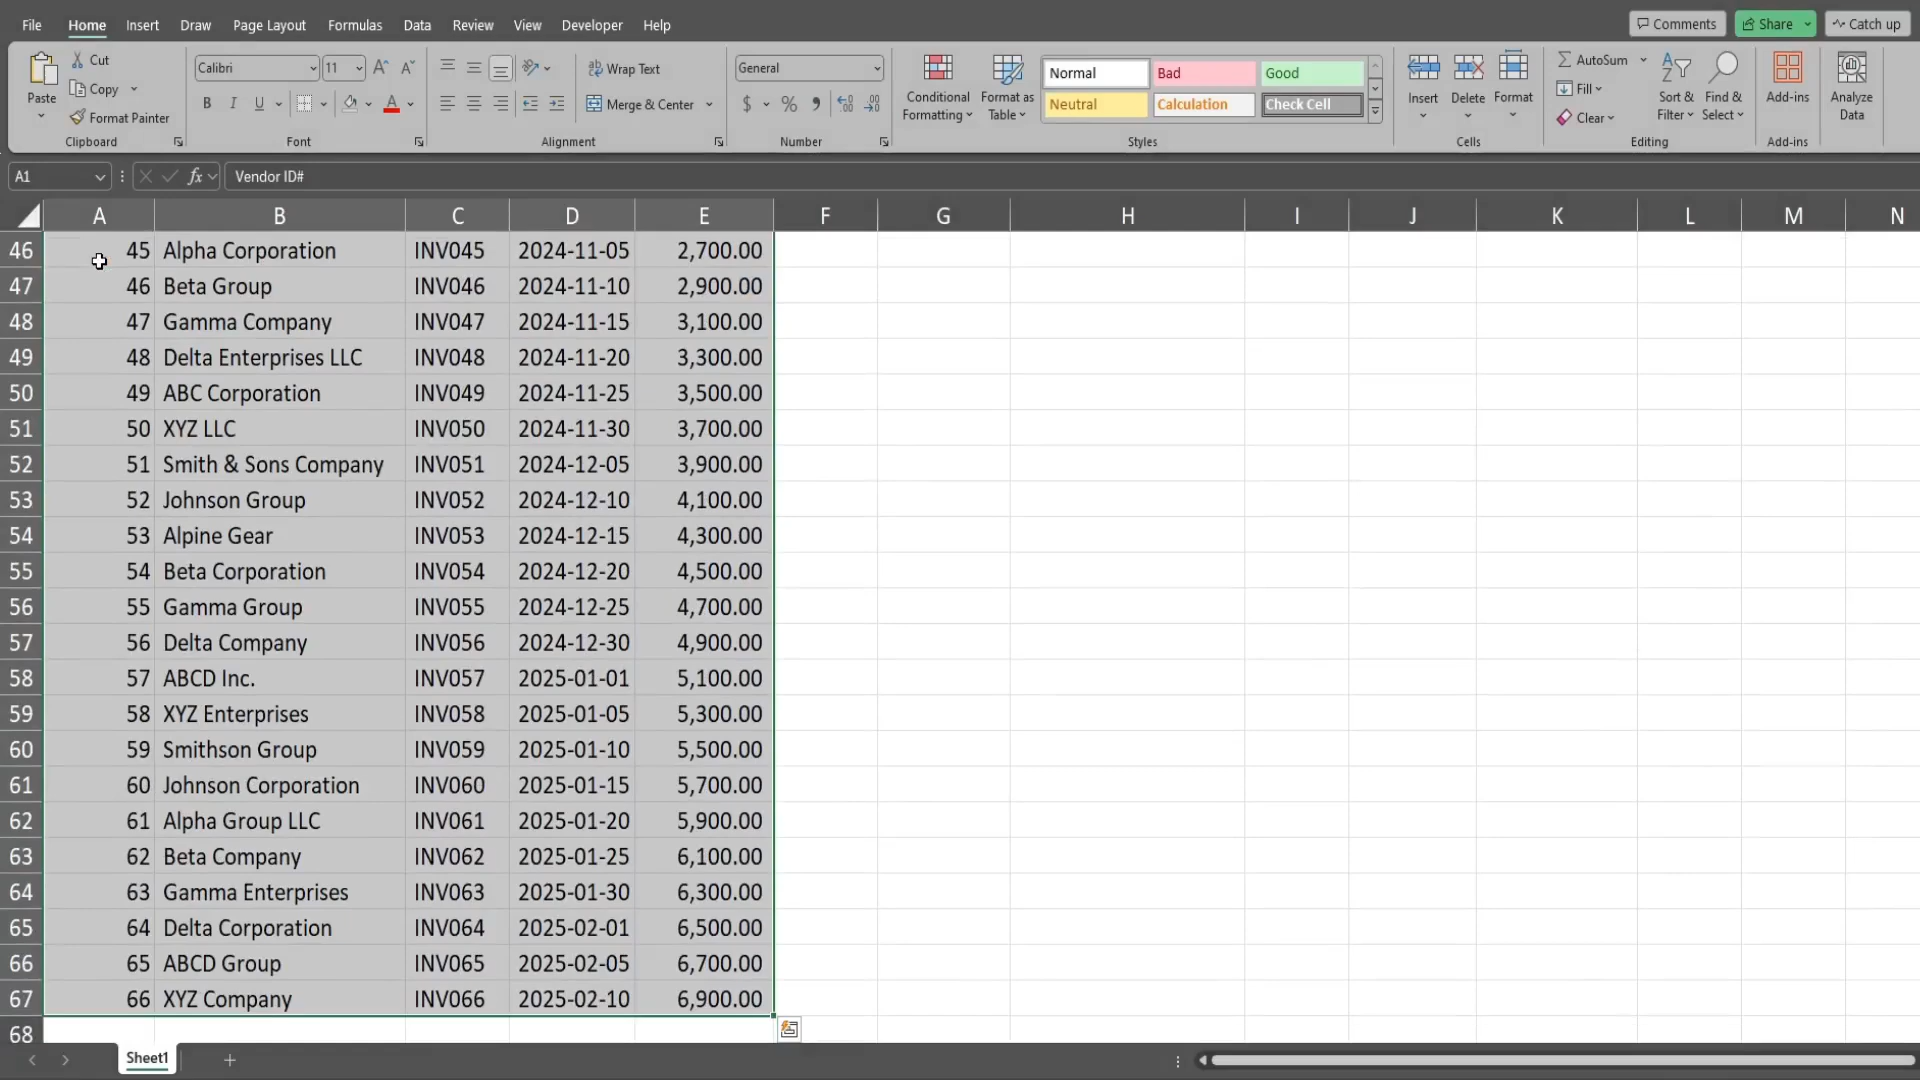 File Home Insert Draw Page Layout Formulas Data Review View Developer Help Comments Share Catch up
Paste Cut Copy Format Painter Clipboard
Calibri 11 A A B I U A Font
Wrap Text Merge & Center Alignment
General $ % , Number
Conditional Formatting Format as Table Normal Bad Good Neutral Calculation Check Cell Styles
Insert Delete Format Cells
AutoSum Fill Clear Sort & Filter Find & Select Editing
Add-ins Add-ins
Analyze Data
A1 fx Vendor ID#
A B C D E F G H I J K L M N
46 45 Alpha Corporation INV045 2024-11-05 2,700.00
47 46 Beta Group INV046 2024-11-10 2,900.00
48 47 Gamma Company INV047 2024-11-15 3,100.00
49 48 Delta Enterprises LLC INV048 2024-11-20 3,300.00
50 49 ABC Corporation INV049 2024-11-25 3,500.00
51 50 XYZ LLC INV050 2024-11-30 3,700.00
52 51 Smith & Sons Company INV051 2024-12-05 3,900.00
53 52 Johnson Group INV052 2024-12-10 4,100.00
54 53 Alpine Gear INV053 2024-12-15 4,300.00
55 54 Beta Corporation INV054 2024-12-20 4,500.00
56 55 Gamma Group INV055 2024-12-25 4,700.00
57 56 Delta Company INV056 2024-12-30 4,900.00
58 57 ABCD Inc. INV057 2025-01-01 5,100.00
59 58 XYZ Enterprises INV058 2025-01-05 5,300.00
60 59 Smithson Group INV059 2025-01-10 5,500.00
61 60 Johnson Corporation INV060 2025-01-15 5,700.00
62 61 Alpha Group LLC INV061 2025-01-20 5,900.00
63 62 Beta Company INV062 2025-01-25 6,100.00
64 63 Gamma Enterprises INV063 2025-01-30 6,300.00
65 64 Delta Corporation INV064 2025-02-01 6,500.00
66 65 ABCD Group INV065 2025-02-05 6,700.00
67 66 XYZ Company INV066 2025-02-10 6,900.00
68
Sheet1